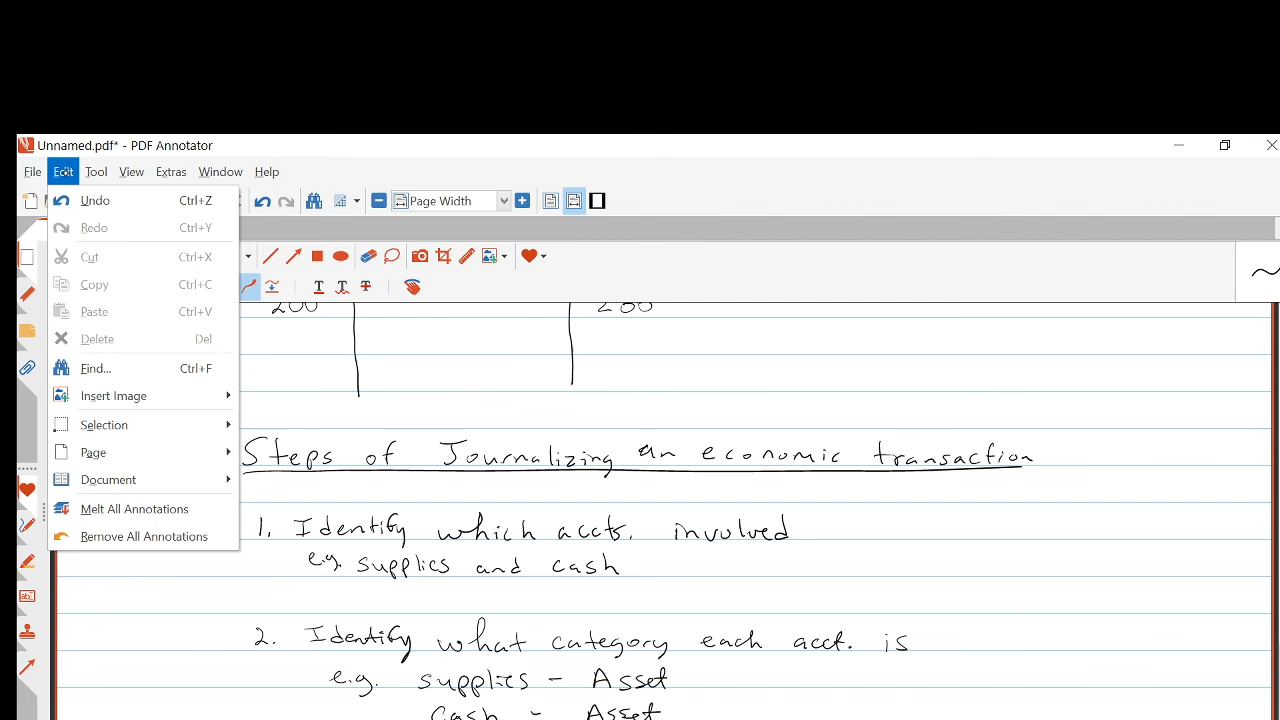 Unnamed.pdf* - PDF Annotator
File Edit Tool View Extras Window Help
Page Width
Undo Ctrl+Z
Redo Ctrl+Y
Cut Ctrl+X
Copy Ctrl+C
Paste Ctrl+V
Delete Del
Find... Ctrl+F
Insert Image
Selection
Page
Document
Melt All Annotations
Remove All Annotations
T T T
200 200
Steps of Journalizing an economic transaction
1. Identify which accts. involved
e.g. supplies and cash
2. Identify what category each acct. is
e.g. supplies - Asset
cash - Asset